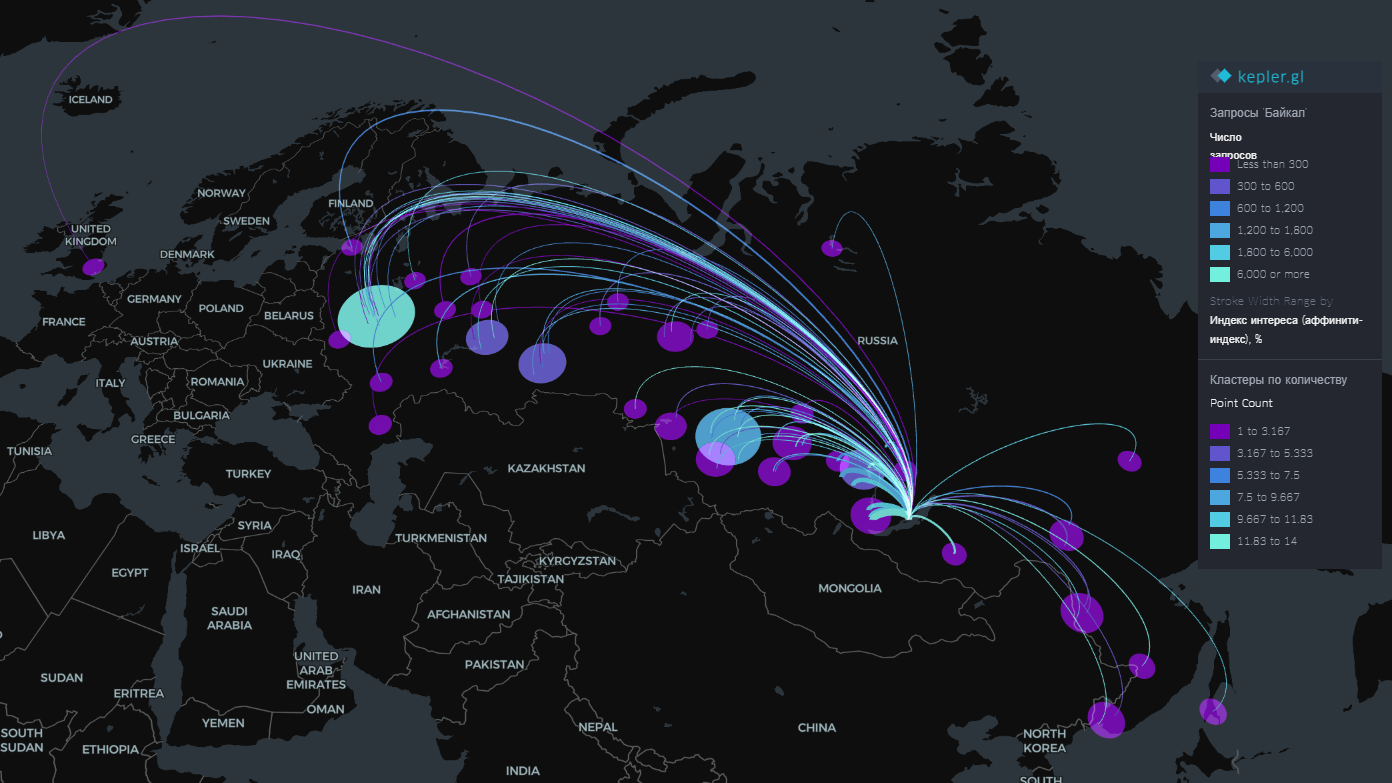 ICELAND
NORWAY
FINLAND
SWEDEN
UNITED
KINGDOM
DENMARK
GERMANY
POLAND
BELARUS
FRANCE
AUSTRIA
UKRAINE
ITALY
ROMANIA
BULGARIA
GREECE
TUNISIA
TURKEY
RUSSIA
KAZAKHSTAN
SYRIA
LIBYA
ISRAEL
IRAQ
TURKMENISTAN
KYRGYZSTAN
EGYPT
TAJIKISTAN
IRAN
AFGHANISTAN
MONGOLIA
SAUDI
ARABIA
UNITED
ARAB
EMIRATES
PAKISTAN
SUDAN
ERITREA
OMAN
YEMEN
NEPAL
CHINA
SOUTH
SUDAN
ETHIOPIA
NORTH
KOREA
INDIA
SOUTH
kepler.gl
Запросы 'Байкал'
Число
запросов
Less than 300
300 to 600
600 to 1,200
1,200 to 1,800
1,800 to 6,000
6,000 or more
Stroke Width Range by
Индекс интереса (аффинити-
индекс), %
Кластеры по количеству
Point Count
1 to 3.167
3.167 to 5.333
5.333 to 7.5
7.5 to 9.667
9.667 to 11.83
11.83 to 14